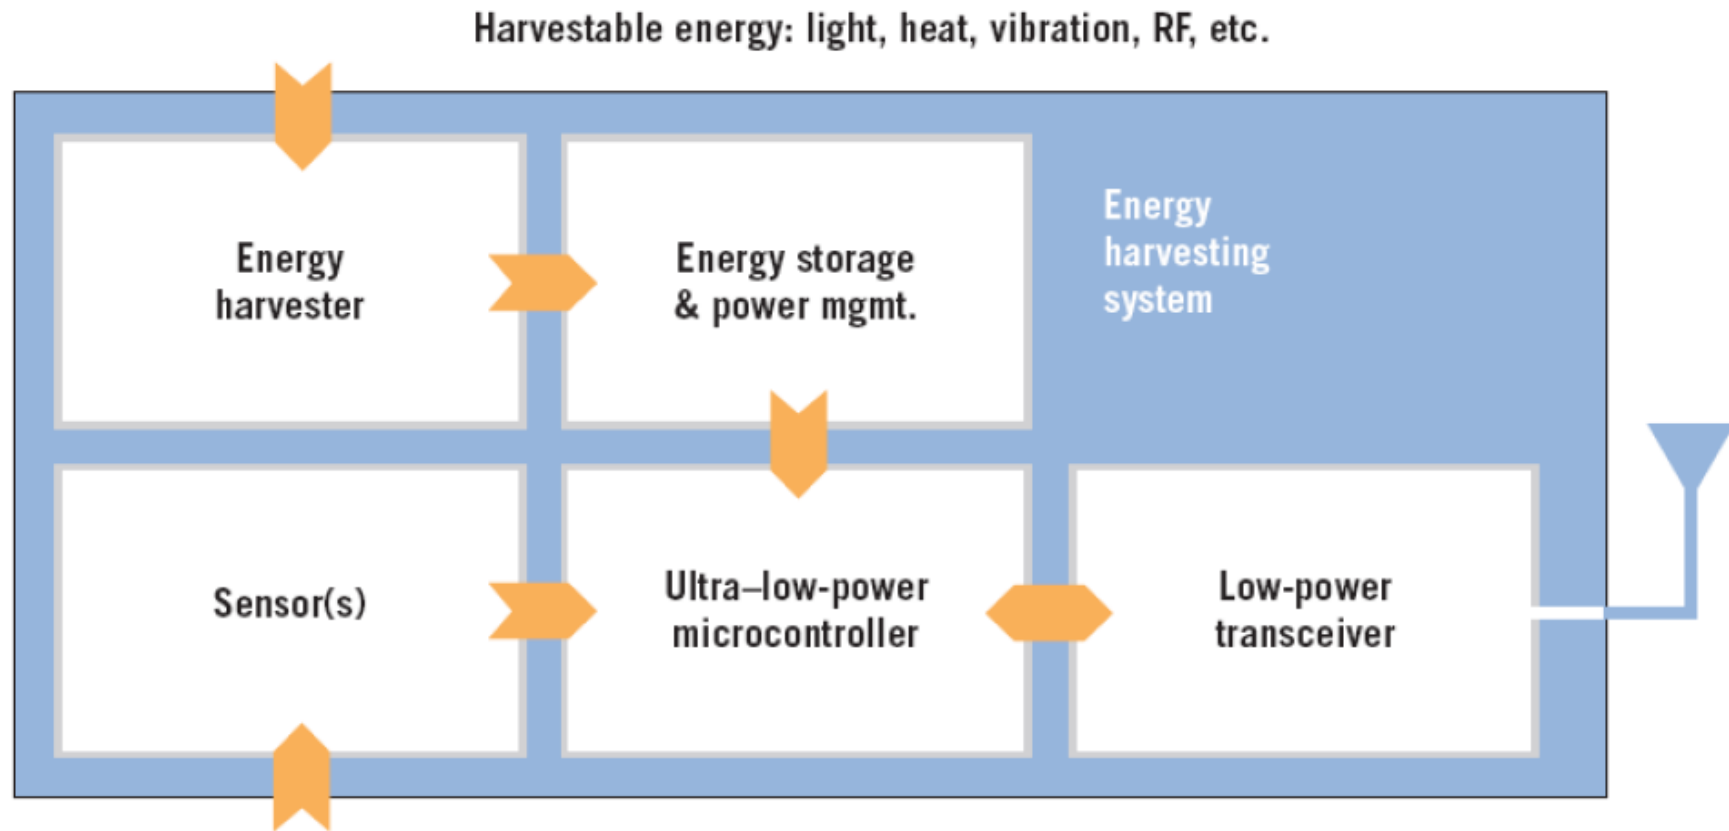 Harvestable energy: light, heat, vibration, RF, etc.
Energy
harvester
Energy storage
& power mgmt.
Energy
harvesting
system
Sensor(s)
Ultra–low-power
microcontroller
Low-power
transceiver